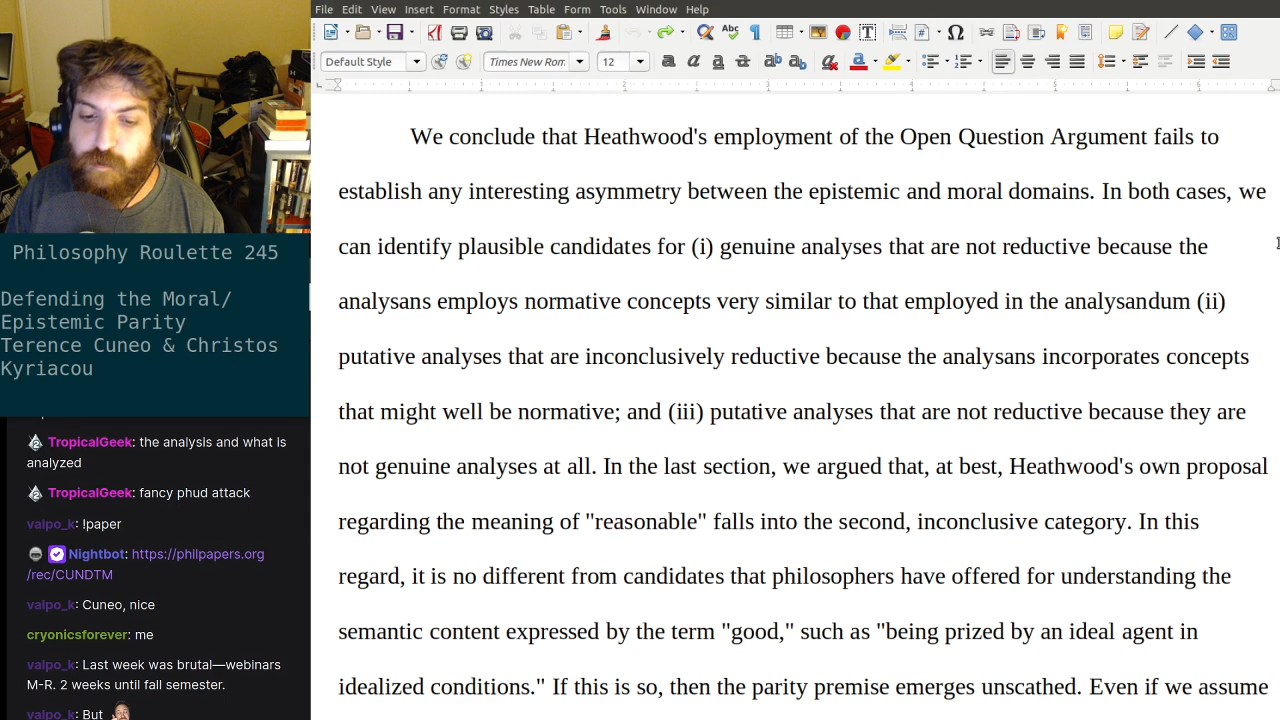 File Edit View Insert Format Styles Table Form Tools Window Help
Default Style
Times New Rom
12
We conclude that Heathwood's employment of the Open Question Argument fails to
establish any interesting asymmetry between the epistemic and moral domains. In both cases, we
can identify plausible candidates for (i) genuine analyses that are not reductive because the
analysans employs normative concepts very similar to that employed in the analysandum (ii)
putative analyses that are inconclusively reductive because the analysans incorporates concepts
that might well be normative; and (iii) putative analyses that are not reductive because they are
not genuine analyses at all. In the last section, we argued that, at best, Heathwood's own proposal
regarding the meaning of "reasonable" falls into the second, inconclusive category. In this
regard, it is no different from candidates that philosophers have offered for understanding the
semantic content expressed by the term "good," such as "being prized by an ideal agent in
idealized conditions." If this is so, then the parity premise emerges unscathed. Even if we assume
Philosophy Roulette 245
Defending the Moral/
Epistemic Parity
Terence Cuneo & Christos
Kyriacou
TropicalGeek: the analysis and what is
analyzed
TropicalGeek: fancy phud attack
valpo_k: !paper
Nightbot: https://philpapers.org
/rec/CUNDTM
valpo_k: Cuneo, nice
cryonicsforever: me
valpo_k: Last week was brutal—webinars
M-R. 2 weeks until fall semester.
valpo_k: But